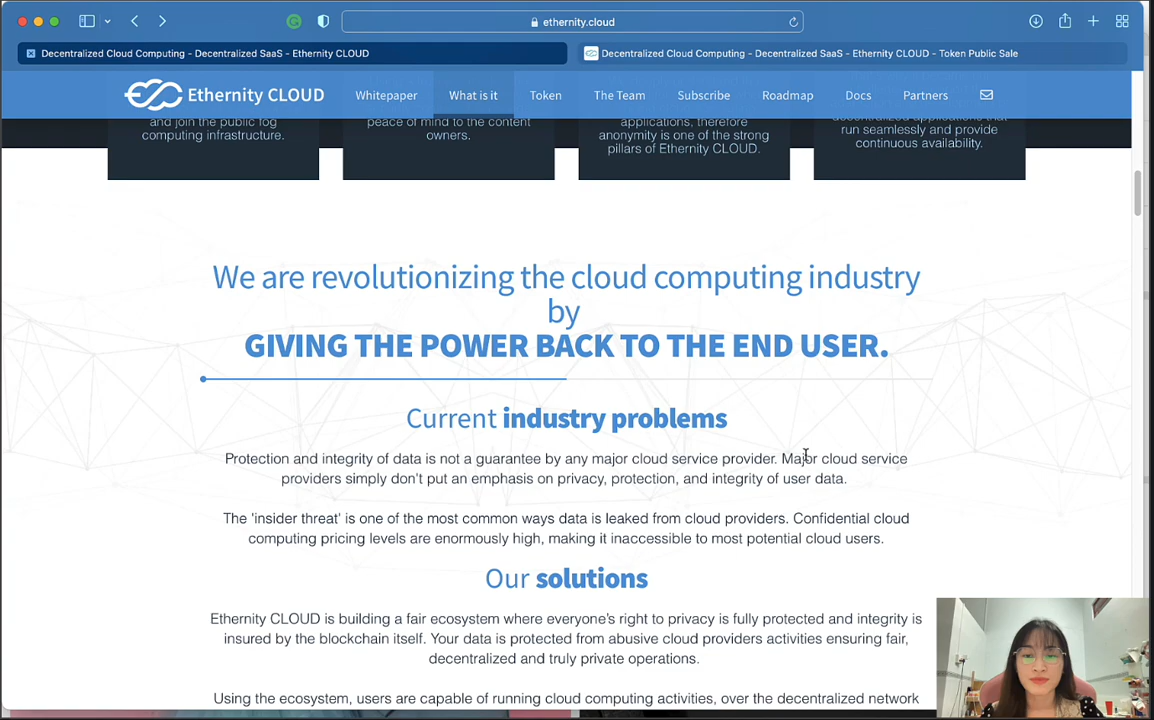 ethernity.cloud
Decentralized Cloud Computing - Decentralized SaaS - Ethernity CLOUD
Decentralized Cloud Computing - Decentralized SaaS - Ethernity CLOUD - Token Public Sale
Ethernity CLOUD
Whitepaper
What is it
Token
The Team
Subscribe
Roadmap
Docs
Partners
and join the public fog
computing infrastructure.
peace of mind to the content
owners.
applications, therefore
anonymity is one of the strong
pillars of Ethernity CLOUD.
decentralized applications that
run seamlessly and provide
continuous availability.
We are revolutionizing the cloud computing industry
by
GIVING THE POWER BACK TO THE END USER.
Current industry problems
Protection and integrity of data is not a guarantee by any major cloud service provider. Major cloud service
providers simply don't put an emphasis on privacy, protection, and integrity of user data.
The 'insider threat' is one of the most common ways data is leaked from cloud providers. Confidential cloud
computing pricing levels are enormously high, making it inaccessible to most potential cloud users.
Our solutions
Ethernity CLOUD is building a fair ecosystem where everyone's right to privacy is fully protected and integrity is
insured by the blockchain itself. Your data is protected from abusive cloud providers activities ensuring fair,
decentralized and truly private operations.
Using the ecosystem, users are capable of running cloud computing activities, over the decentralized network